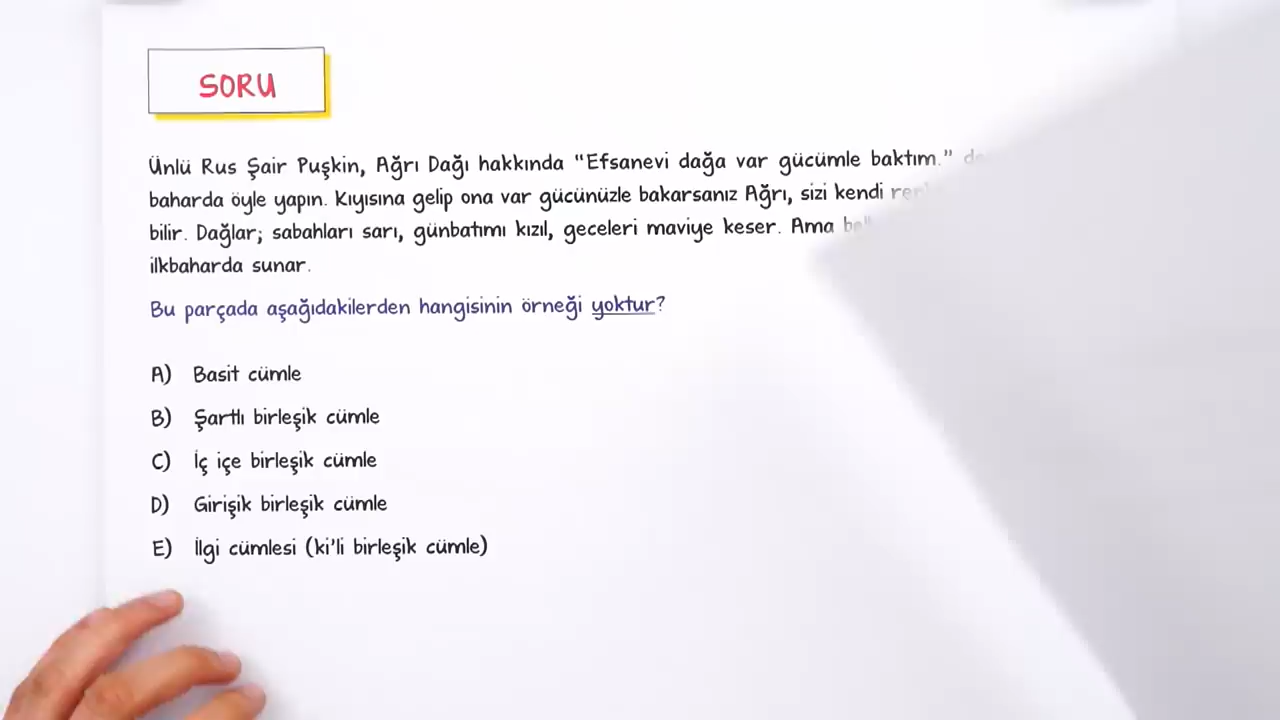 SORU
Ünlü Rus Şair Puşkin, Ağrı Dağı hakkında “Efsanevi dağa var gücümle baktım.”
baharda öyle yapın. Kıyısına gelip ona var gücünüzle bakarsanız Ağrı, sizi kendi
bilir. Dağlar; sabahları sarı, günbatımı kızıl, geceleri maviye keser. Ama
ilkbaharda sunar.
Bu parçada aşağıdakilerden hangisinin örneği yoktur?
A) Basit cümle
B) Şartlı birleşik cümle
C) İç içe birleşik cümle
D) Girişik birleşik cümle
E) İlgi cümlesi (ki'li birleşik cümle)